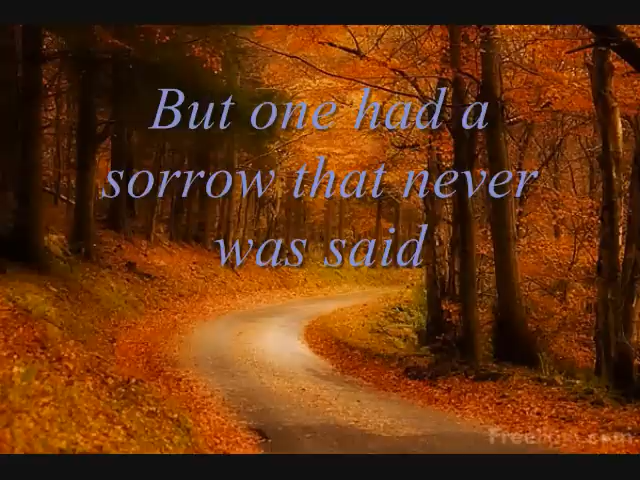 But one had a
sorrow that never
was said